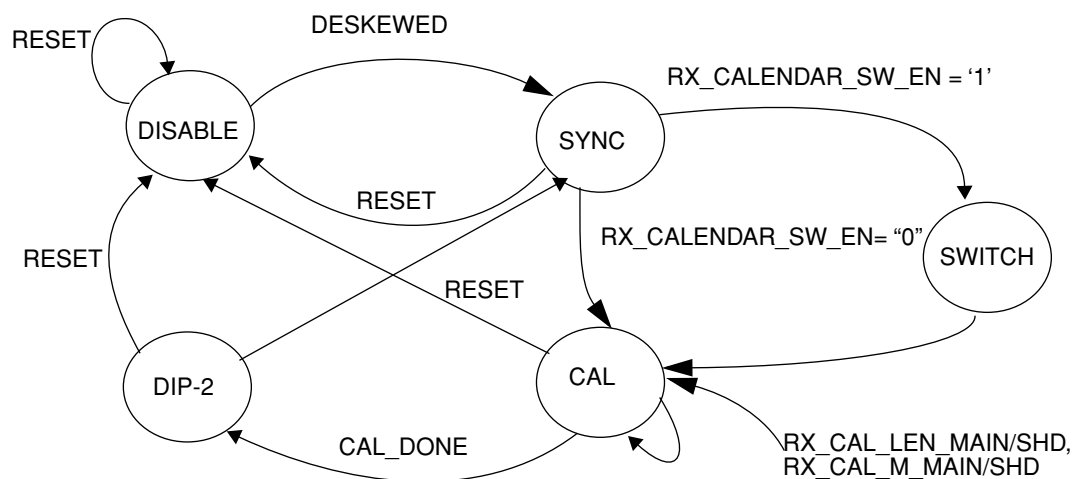 DESKEWED
RESET
RX_CALENDAR_SW_EN = ‘1’
DISABLE
SYNC
RESET
RX_CALENDAR_SW_EN= “0”
SWITCH
RESET
RESET
CAL
DIP-2
CAL_DONE
RX_CAL_LEN_MAIN/SHD,
RX_CAL_M_MAIN/SHD